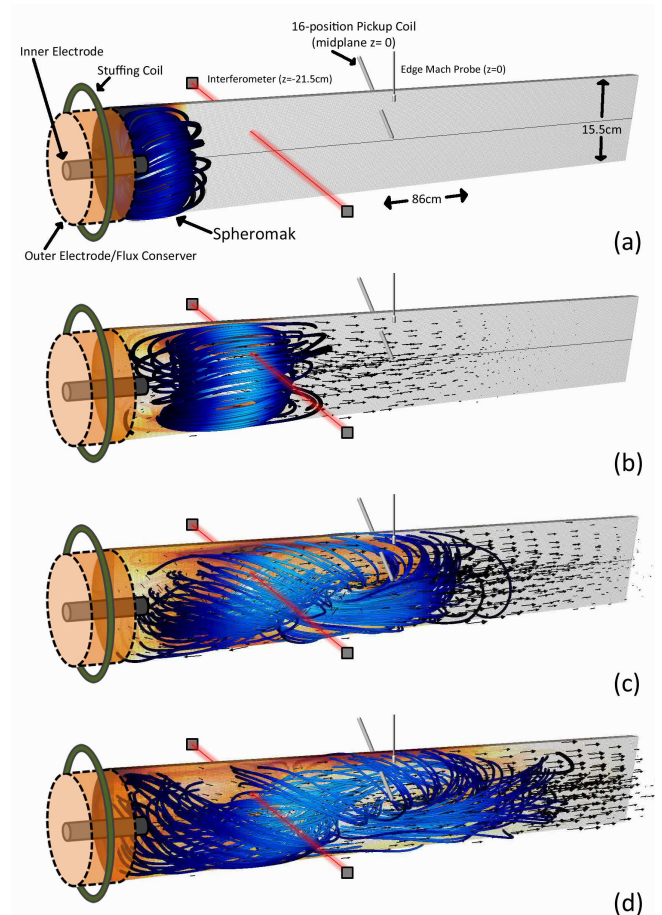 16-position Pickup Coil
(midplane z= 0)
Inner Electrode
Stuffing Coil
Interferometer (z=-21.5cm)
Edge Mach Probe (z=0)
15.5cm
86cm
Spheromak
Outer Electrode/Flux Conserver
(a)
(b)
(c)
(d)